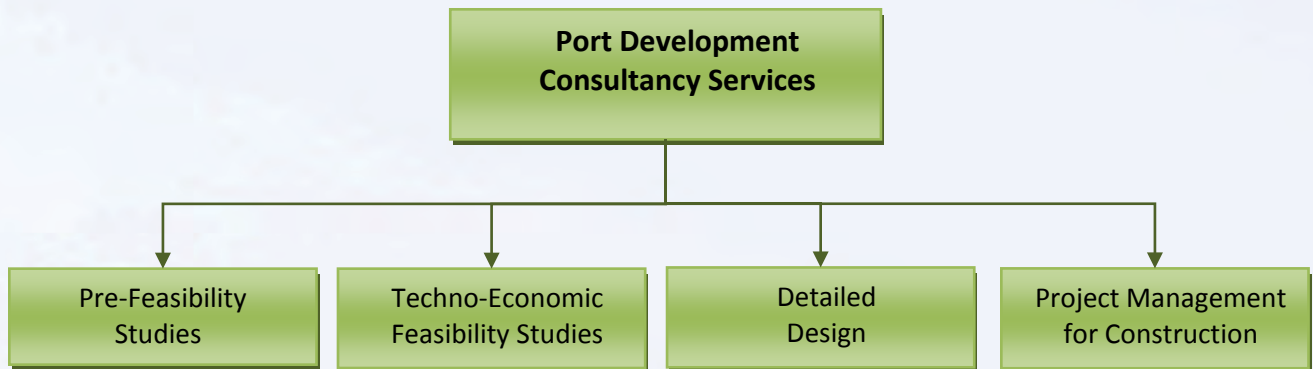 Port Development
Consultancy Services
Pre-Feasibility
Studies
Techno-Economic
Feasibility Studies
Detailed
Design
Project Management
for Construction